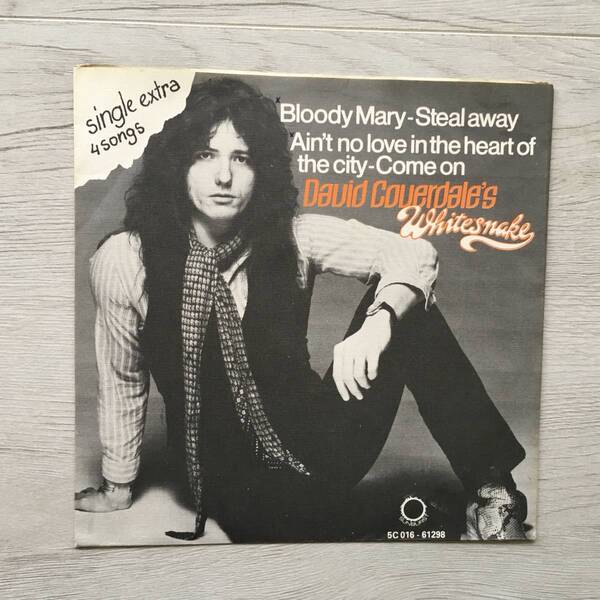 single extra
4 songs
*Bloody Mary-Steal away
*Ain't no love in the heart of
the city-Come on
David Coverdale's
Whitesnake
SUNBURST
5C 016 - 61298